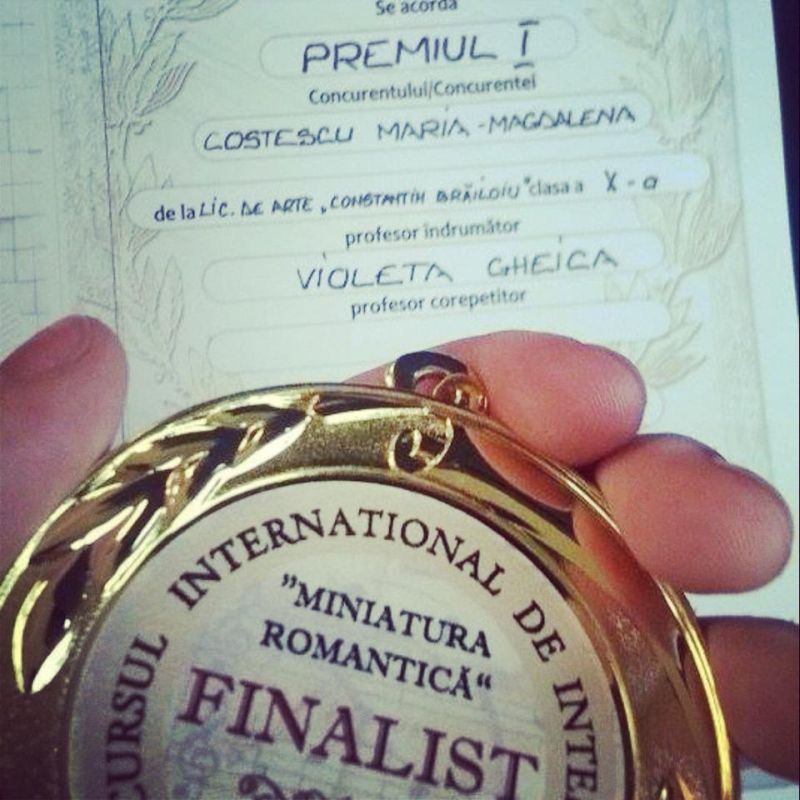 Se acordă
PREMIUL I
Concurentului/Concurentei
COSTESCU MARIA-MAGDALENA
de la LIC. DE ARTE „CONSTANTIN BRĂILOIU" clasa a X-a
profesor îndrumător
VIOLETA GHEICA
profesor corepetitor
CURSUL INTERNATIONAL DE INTE
"MINIATURA
ROMANTICĂ“
FINALIST